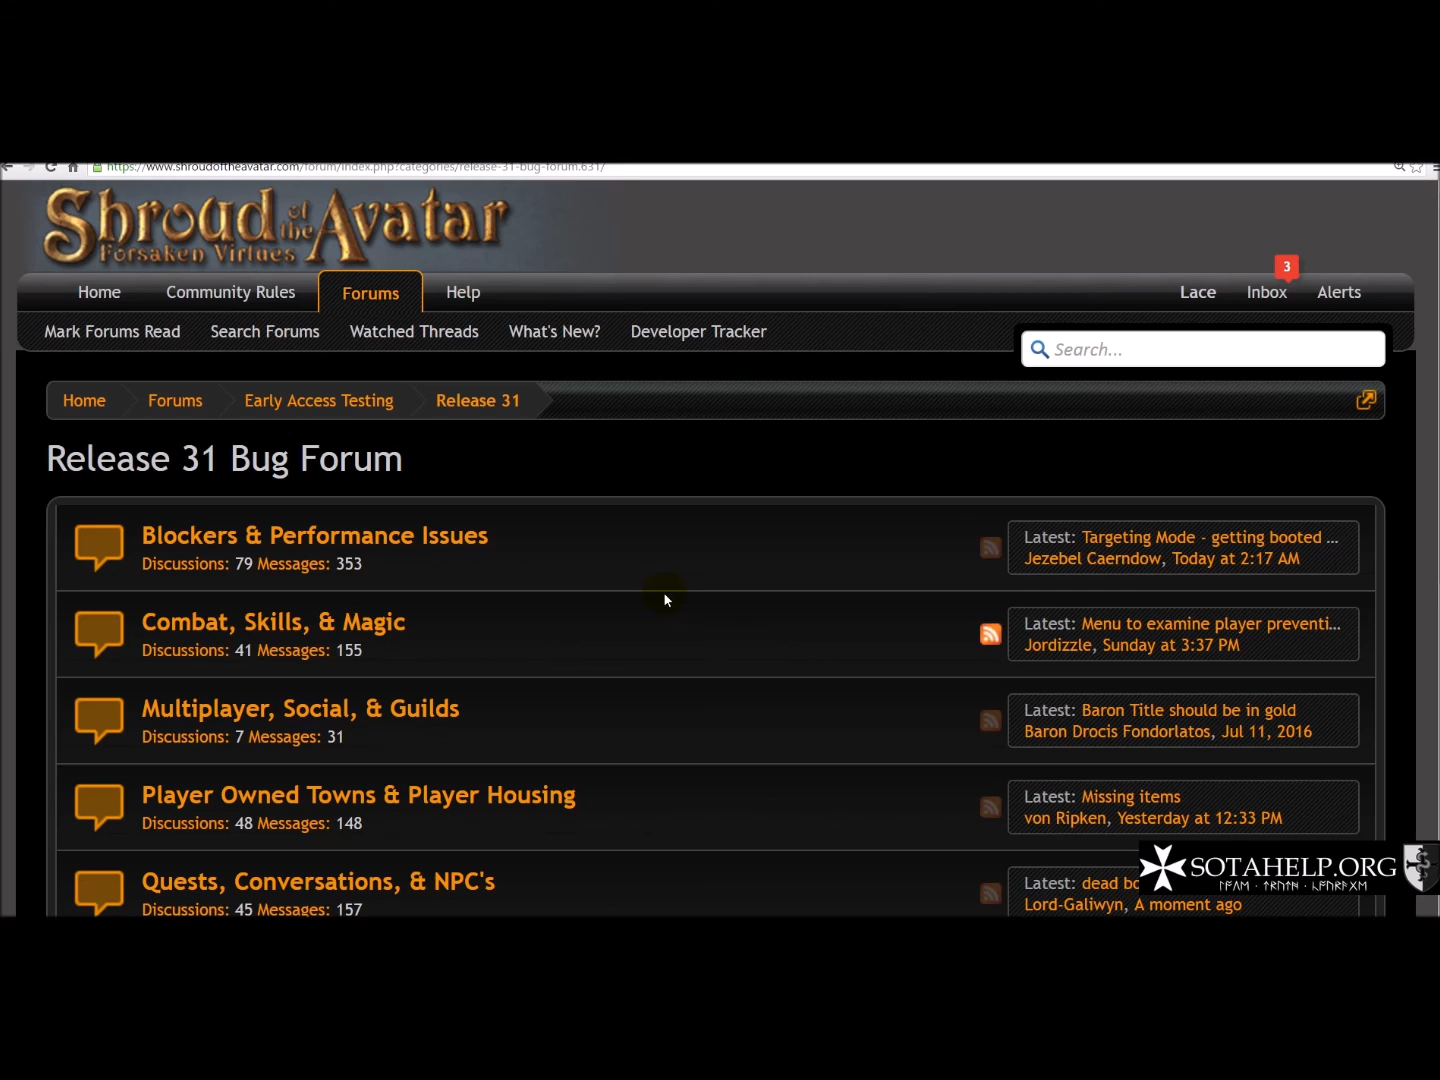 https://www.shroudoftheavatar.com/forum/index.php?categories/release-31-bug-forum.631/
Shroud of the Avatar
Forsaken Virtues
3
Home Community Rules Forums Help Lace Inbox Alerts
Mark Forums Read Search Forums Watched Threads What's New? Developer Tracker
Search...
Home Forums Early Access Testing Release 31
Release 31 Bug Forum
Blockers & Performance Issues
Discussions: 79 Messages: 353
Latest: Targeting Mode - getting booted ...
Jezebel Caerndow, Today at 2:17 AM
Combat, Skills, & Magic
Discussions: 41 Messages: 155
Latest: Menu to examine player preventi...
Jordizzle, Sunday at 3:37 PM
Multiplayer, Social, & Guilds
Discussions: 7 Messages: 31
Latest: Baron Title should be in gold
Baron Drocis Fondorlatos, Jul 11, 2016
Player Owned Towns & Player Housing
Discussions: 48 Messages: 148
Latest: Missing items
von Ripken, Yesterday at 12:33 PM
Quests, Conversations, & NPC's
Discussions: 45 Messages: 157
Latest: dead bo
Lord-Galiwyn, A moment ago
SOTAHELP.ORG